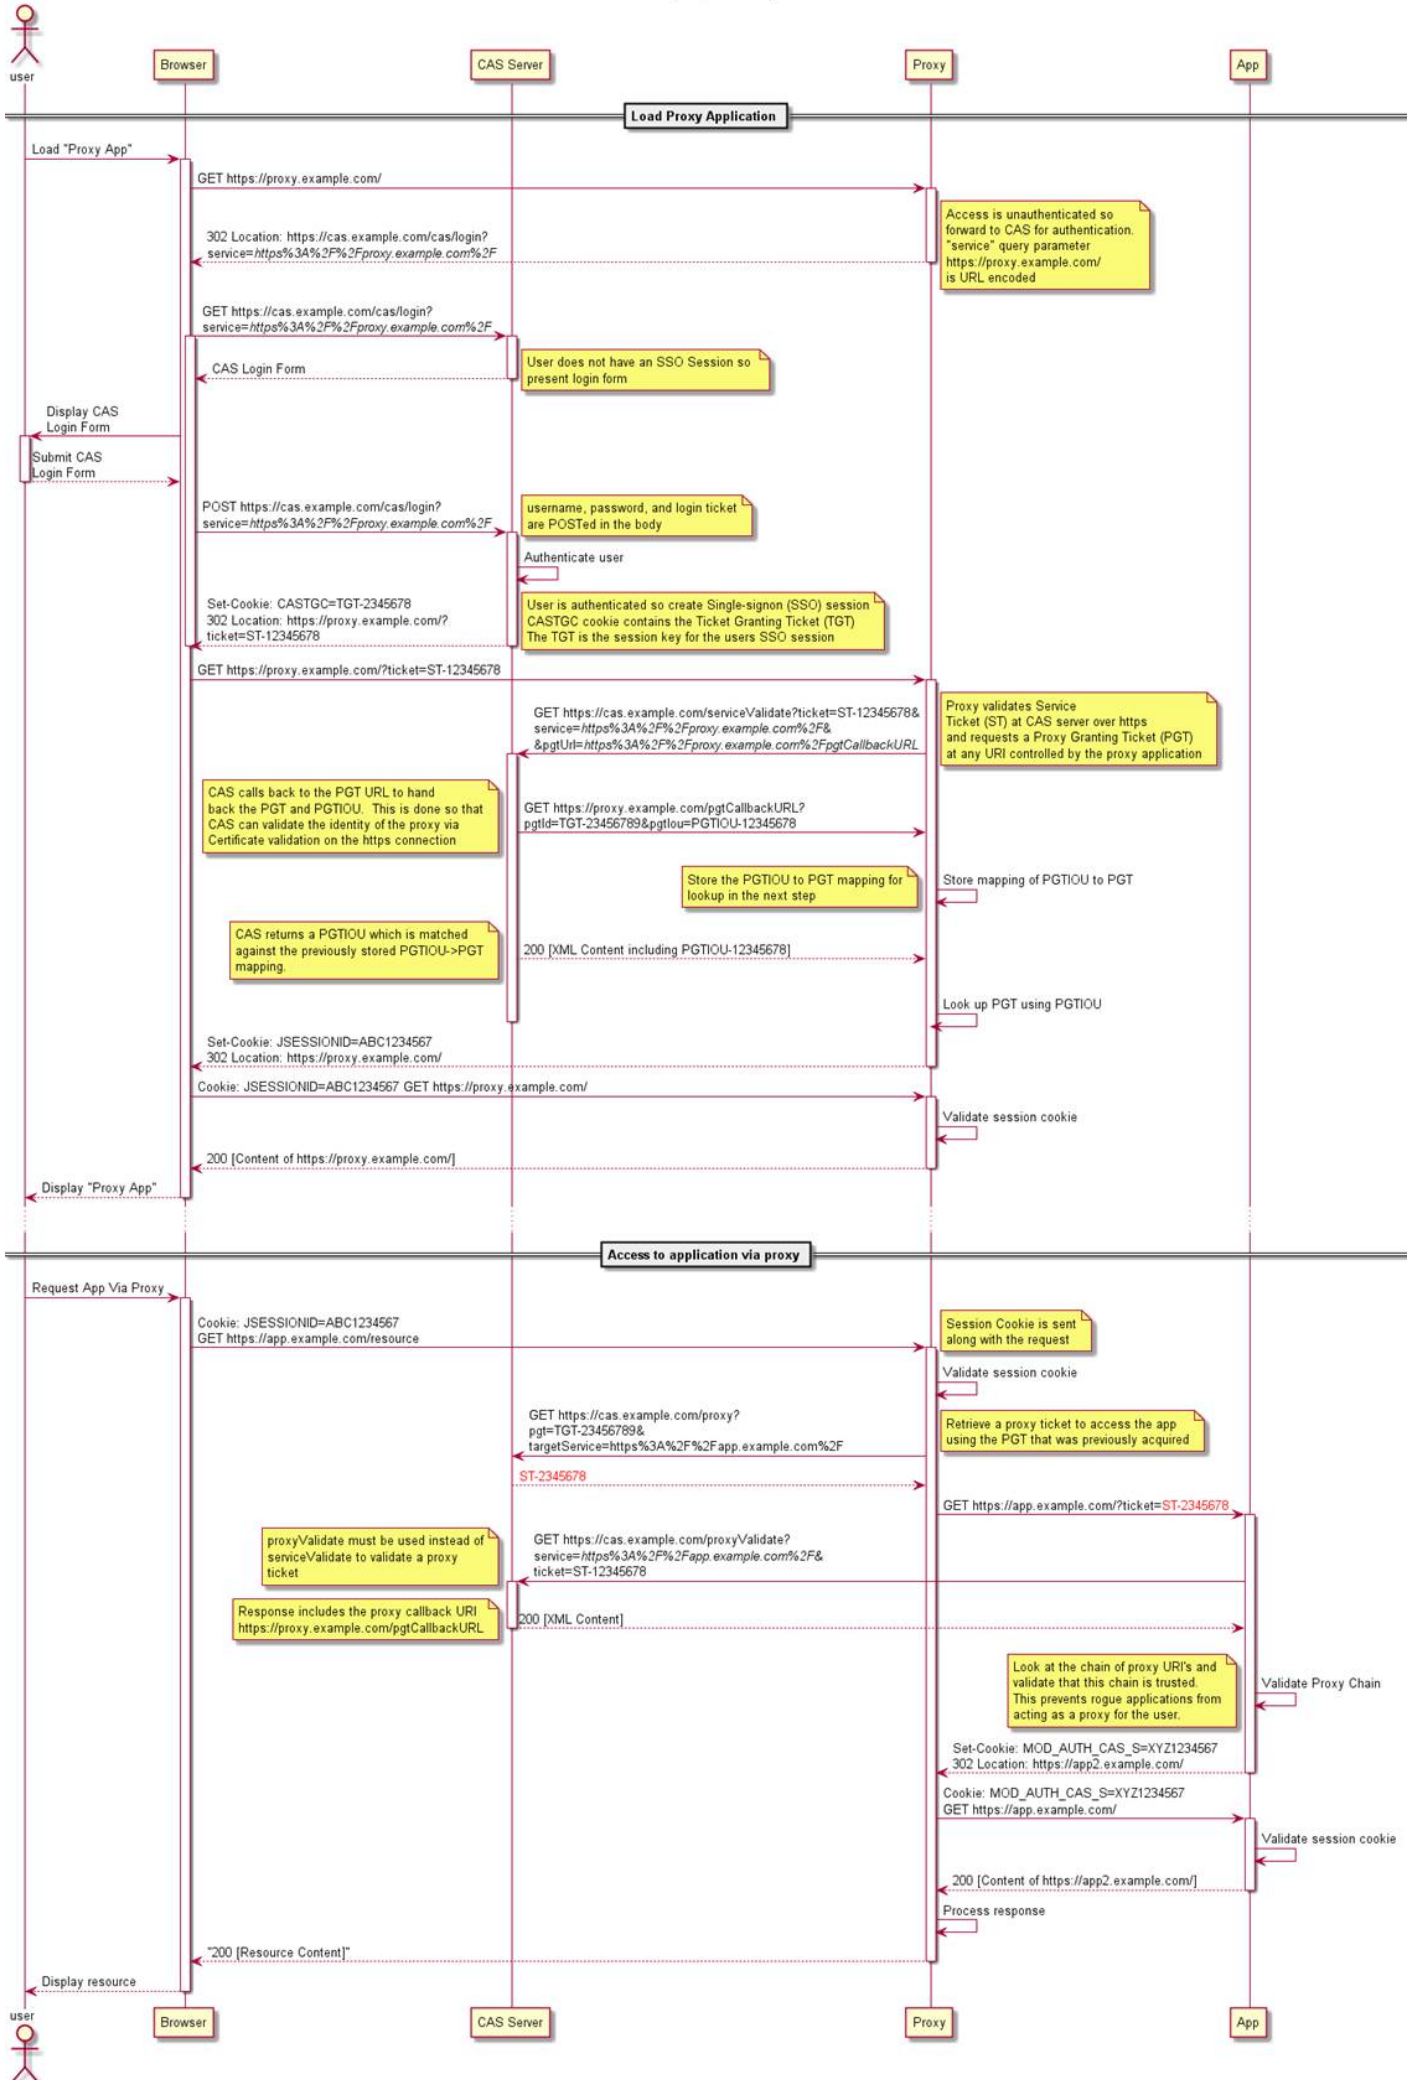 user
Browser
CAS Server
Proxy
App
Load Proxy Application
Load "Proxy App"
GET https://proxy.example.com/
Access is unauthenticated so
forward to CAS for authentication.
"service" query parameter
https://proxy.example.com/
is URL encoded
302 Location: https://cas.example.com/cas/login?
service=https%3A%2F%2Fproxy.example.com%2F
GET https://cas.example.com/cas/login?
service=https%3A%2F%2Fproxy.example.com%2F
User does not have an SSO Session so
present login form
CAS Login Form
Display CAS
Login Form
Submit CAS
Login Form
POST https://cas.example.com/cas/login?
service=https%3A%2F%2Fproxy.example.com%2F
username, password, and login ticket
are POSTed in the body
Authenticate user
Set-Cookie: CASTGC=TGT-2345678
302 Location: https://proxy.example.com/?
ticket=ST-12345678
User is authenticated so create Single-signon (SSO) session
CASTGC cookie contains the Ticket Granting Ticket (TGT)
The TGT is the session key for the users SSO session
GET https://proxy.example.com/?ticket=ST-12345678
GET https://cas.example.com/serviceValidate?ticket=ST-12345678&
service=https%3A%2F%2Fproxy.example.com%2F&
&pgtUrl=https%3A%2F%2Fproxy.example.com%2FpgtCallbackURL
Proxy validates Service
Ticket (ST) at CAS server over https
and requests a Proxy Granting Ticket (PGT)
at any URI controlled by the proxy application
CAS calls back to the PGT URL to hand
back the PGT and PGTIOU.  This is done so that
CAS can validate the identity of the proxy via
Certificate validation on the https connection
GET https://proxy.example.com/pgtCallbackURL?
pgtId=TGT-23456789&pgtIou=PGTIOU-12345678
Store the PGTIOU to PGT mapping for
lookup in the next step
Store mapping of PGTIOU to PGT
CAS returns a PGTIOU which is matched
against the previously stored PGTIOU->PGT
mapping.
200 [XML Content including PGTIOU-12345678]
Look up PGT using PGTIOU
Set-Cookie: JSESSIONID=ABC1234567
302 Location: https://proxy.example.com/
Cookie: JSESSIONID=ABC1234567 GET https://proxy.example.com/
Validate session cookie
200 [Content of https://proxy.example.com/]
Display "Proxy App"
Access to application via proxy
Request App Via Proxy
Cookie: JSESSIONID=ABC1234567
GET https://app.example.com/resource
Session Cookie is sent
along with the request
Validate session cookie
GET https://cas.example.com/proxy?
pgt=TGT-23456789&
targetService=https%3A%2F%2Fapp.example.com%2F
Retrieve a proxy ticket to access the app
using the PGT that was previously acquired
ST-2345678
GET https://app.example.com/?ticket=ST-2345678
proxyValidate must be used instead of
serviceValidate to validate a proxy
ticket
GET https://cas.example.com/proxyValidate?
service=https%3A%2F%2Fapp.example.com%2F&
ticket=ST-12345678
Response includes the proxy callback URI
https://proxy.example.com/pgtCallbackURL
200 [XML Content]
Look at the chain of proxy URI's and
validate that this chain is trusted.
This prevents rogue applications from
acting as a proxy for the user.
Validate Proxy Chain
Set-Cookie: MOD_AUTH_CAS_S=XYZ1234567
302 Location: https://app2.example.com/
Cookie: MOD_AUTH_CAS_S=XYZ1234567
GET https://app.example.com/
Validate session cookie
200 [Content of https://app2.example.com/]
Process response
"200 [Resource Content]"
Display resource
user
Browser
CAS Server
Proxy
App